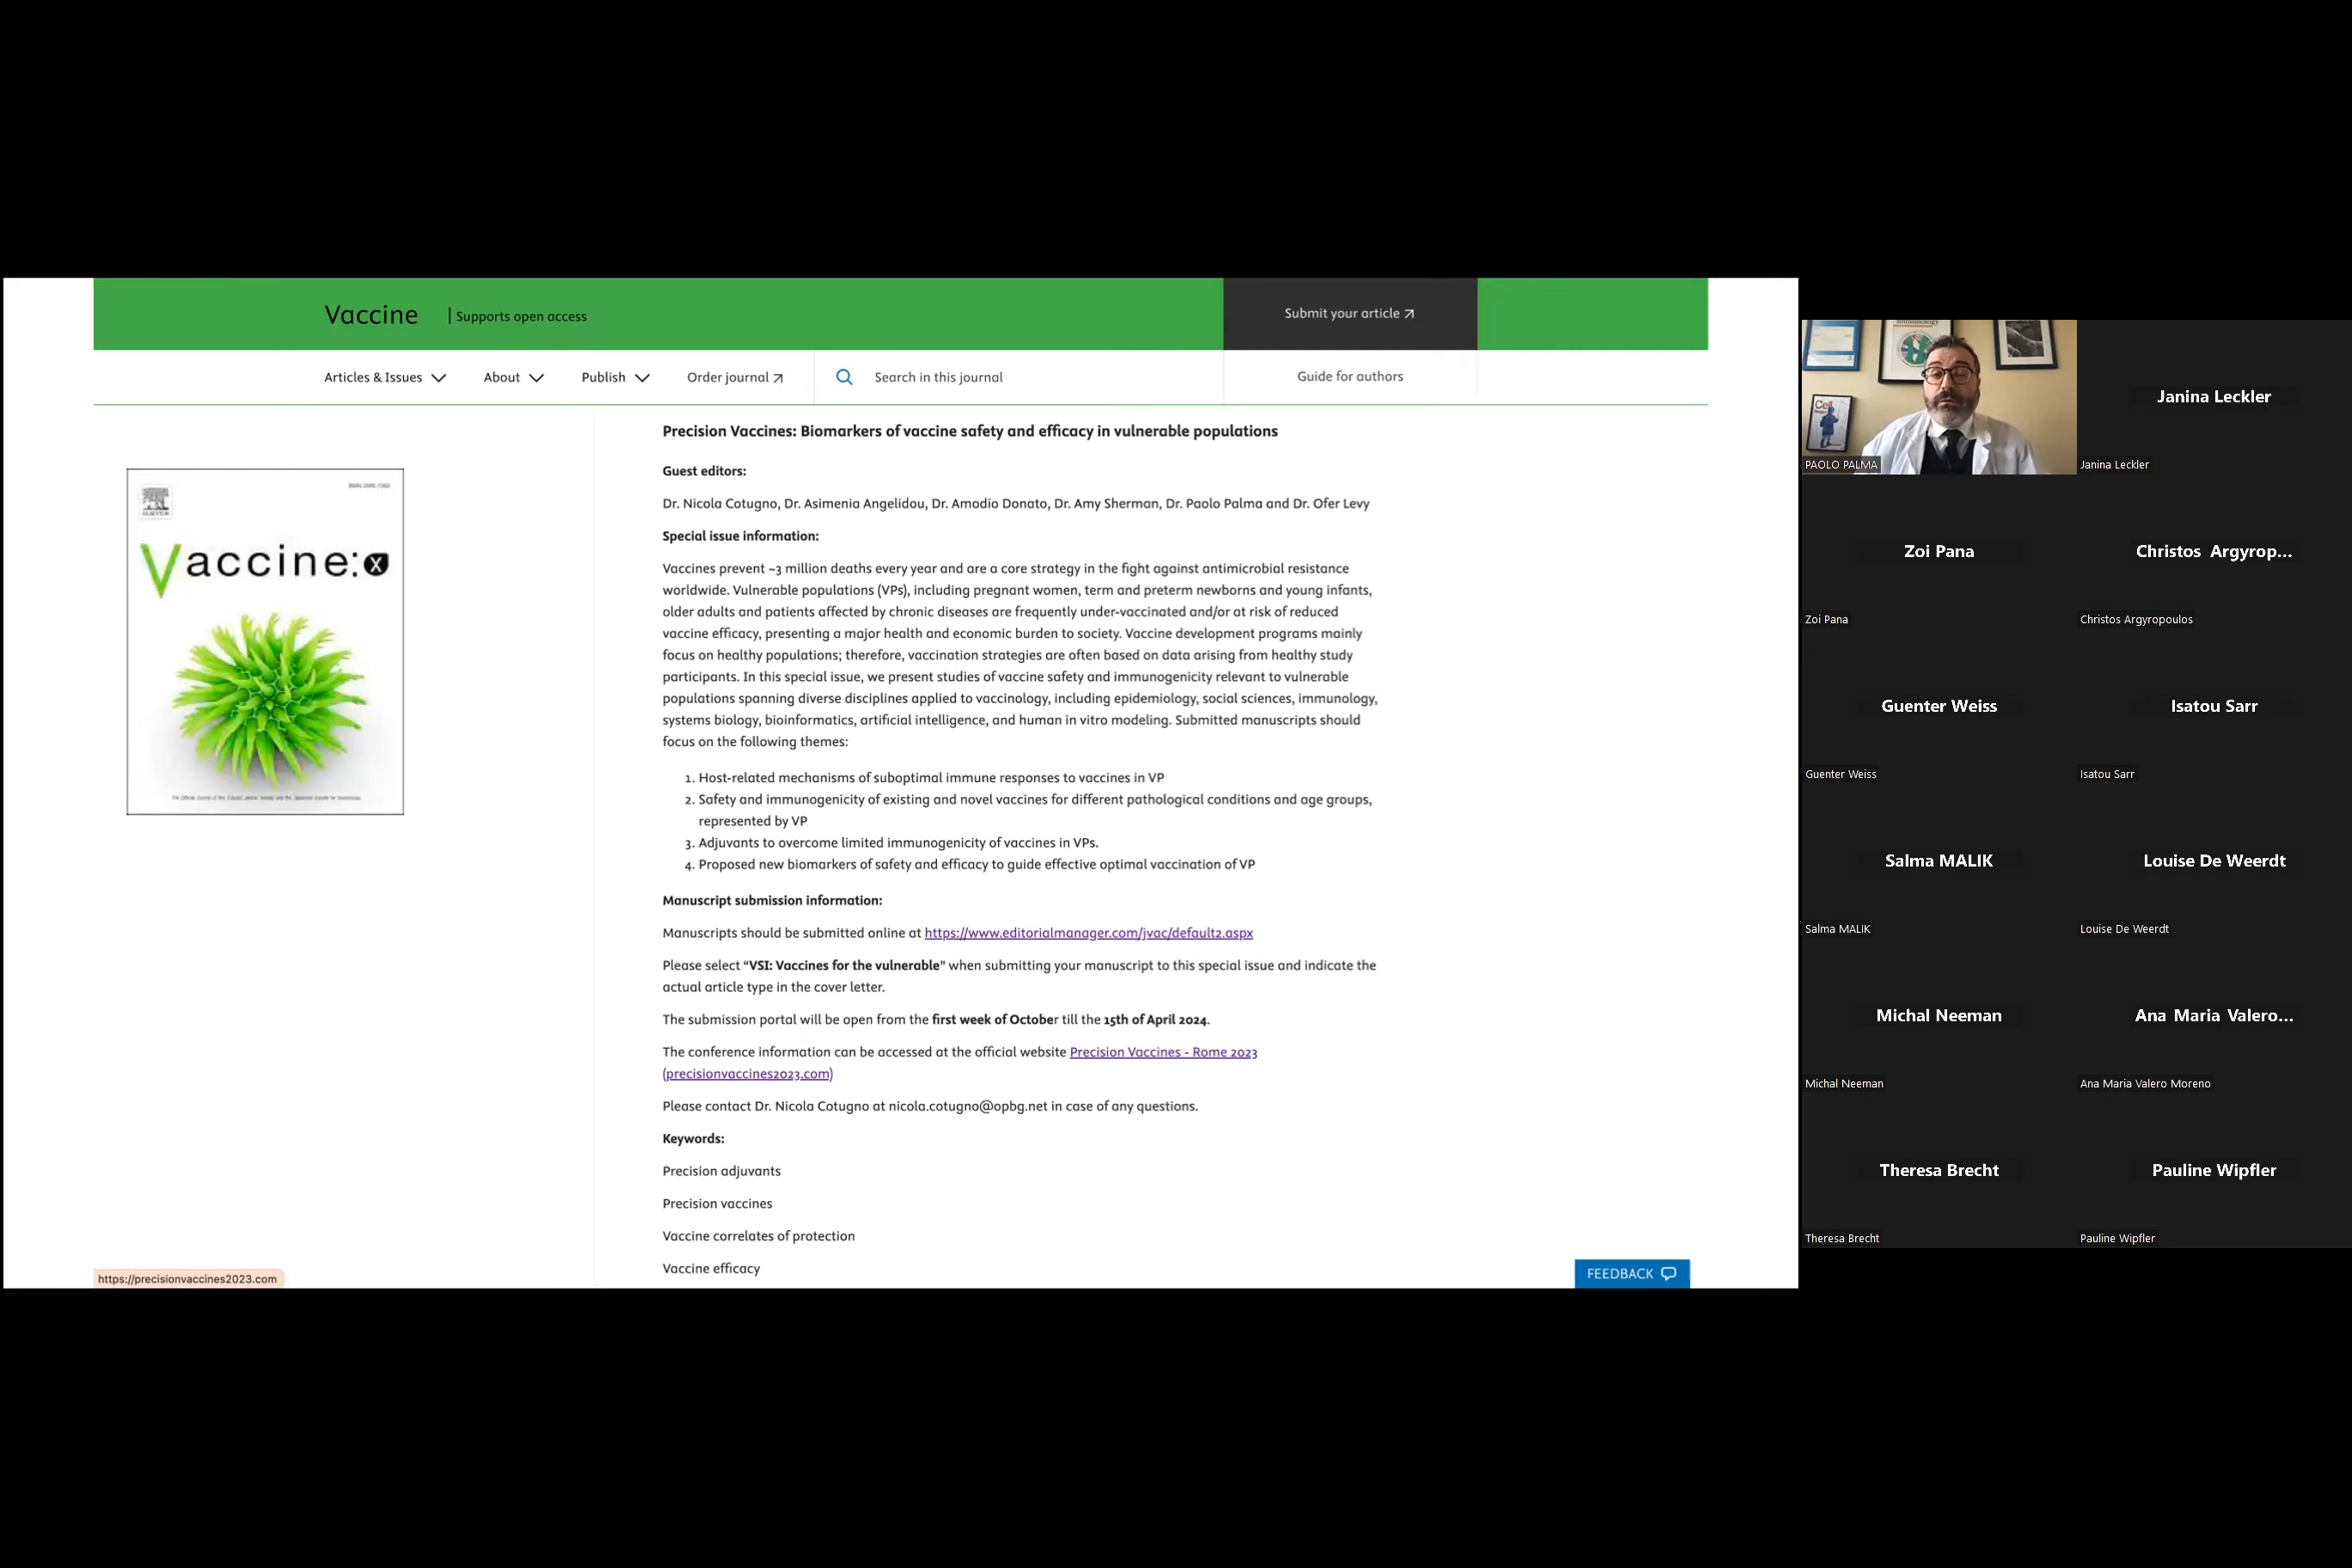 Vaccine | Supports open access
Submit your article
Articles & Issues
About
Publish
Order journal
Search in this journal
Guide for authors
ELSEVIER
Vaccine:X
Precision Vaccines: Biomarkers of vaccine safety and efficacy in vulnerable populations
Guest editors:
Dr. Nicola Cotugno, Dr. Asimenia Angelidou, Dr. Amodio Donato, Dr. Amy Sherman, Dr. Paolo Palma and Dr. Ofer Levy
Special issue information:
Vaccines prevent ~3 million deaths every year and are a core strategy in the fight against antimicrobial resistance
worldwide. Vulnerable populations (VPs), including pregnant women, term and preterm newborns and young infants,
older adults and patients affected by chronic diseases are frequently under-vaccinated and/or at risk of reduced
vaccine efficacy, presenting a major health and economic burden to society. Vaccine development programs mainly
focus on healthy populations; therefore, vaccination strategies are often based on data arising from healthy study
participants. In this special issue, we present studies of vaccine safety and immunogenicity relevant to vulnerable
populations spanning diverse disciplines applied to vaccinology, including epidemiology, social sciences, immunology,
systems biology, bioinformatics, artificial intelligence, and human in vitro modeling. Submitted manuscripts should
focus on the following themes:
1. Host-related mechanisms of suboptimal immune responses to vaccines in VP
2. Safety and immunogenicity of existing and novel vaccines for different pathological conditions and age groups,
represented by VP
3. Adjuvants to overcome limited immunogenicity of vaccines in VPs.
4. Proposed new biomarkers of safety and efficacy to guide effective optimal vaccination of VP
Manuscript submission information:
Manuscripts should be submitted online at https://www.editorialmanager.com/jvac/default2.aspx
Please select “VSI: Vaccines for the vulnerable” when submitting your manuscript to this special issue and indicate the
actual article type in the cover letter.
The submission portal will be open from the first week of October till the 15th of April 2024.
The conference information can be accessed at the official website Precision Vaccines - Rome 2023
(precisionvaccines2023.com)
Please contact Dr. Nicola Cotugno at nicola.cotugno@opbg.net in case of any questions.
Keywords:
Precision adjuvants
Precision vaccines
Vaccine correlates of protection
Vaccine efficacy
https://precisionvaccines2023.com
FEEDBACK
Cell
PAOLO PALMA
Janina Leckler
Janina Leckler
Zoi Pana
Zoi Pana
Christos Argyrop...
Christos Argyropoulos
Guenter Weiss
Guenter Weiss
Isatou Sarr
Isatou Sarr
Salma MALIK
Salma MALIK
Louise De Weerdt
Louise De Weerdt
Michal Neeman
Michal Neeman
Ana Maria Valero...
Ana Maria Valero Moreno
Theresa Brecht
Theresa Brecht
Pauline Wipfler
Pauline Wipfler